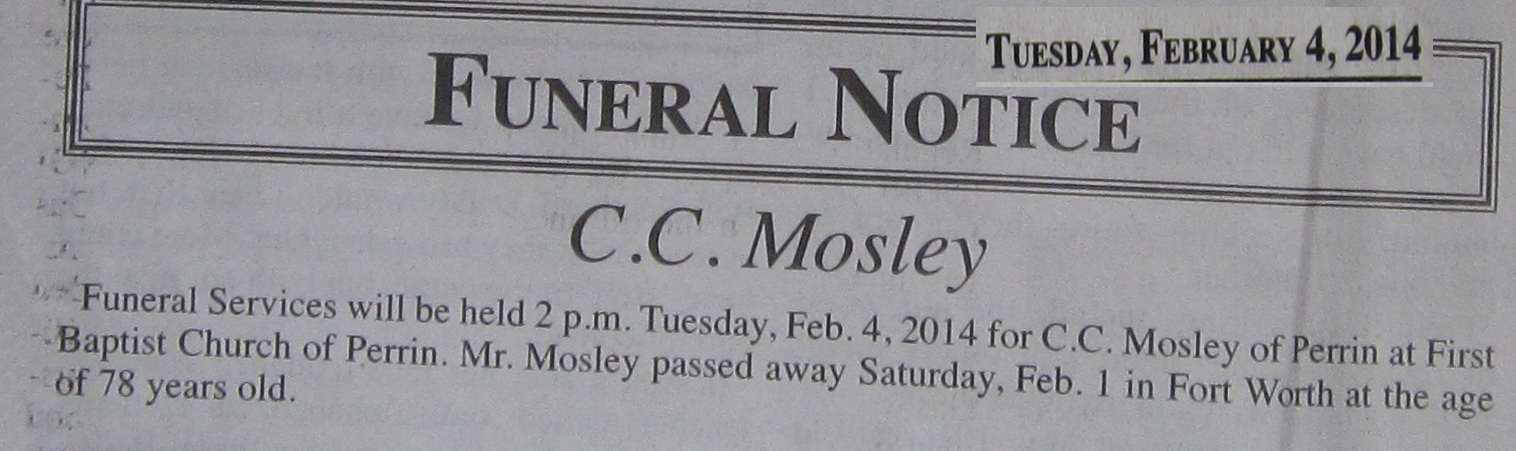 TUESDAY, FEBRUARY 4, 2014
FUNERAL NOTICE
C.C. Mosley
Funeral Services will be held 2 p.m. Tuesday, Feb. 4, 2014 for C.C. Mosley of Perrin at First
Baptist Church of Perrin. Mr. Mosley passed away Saturday, Feb. 1 in Fort Worth at the age
of 78 years old.